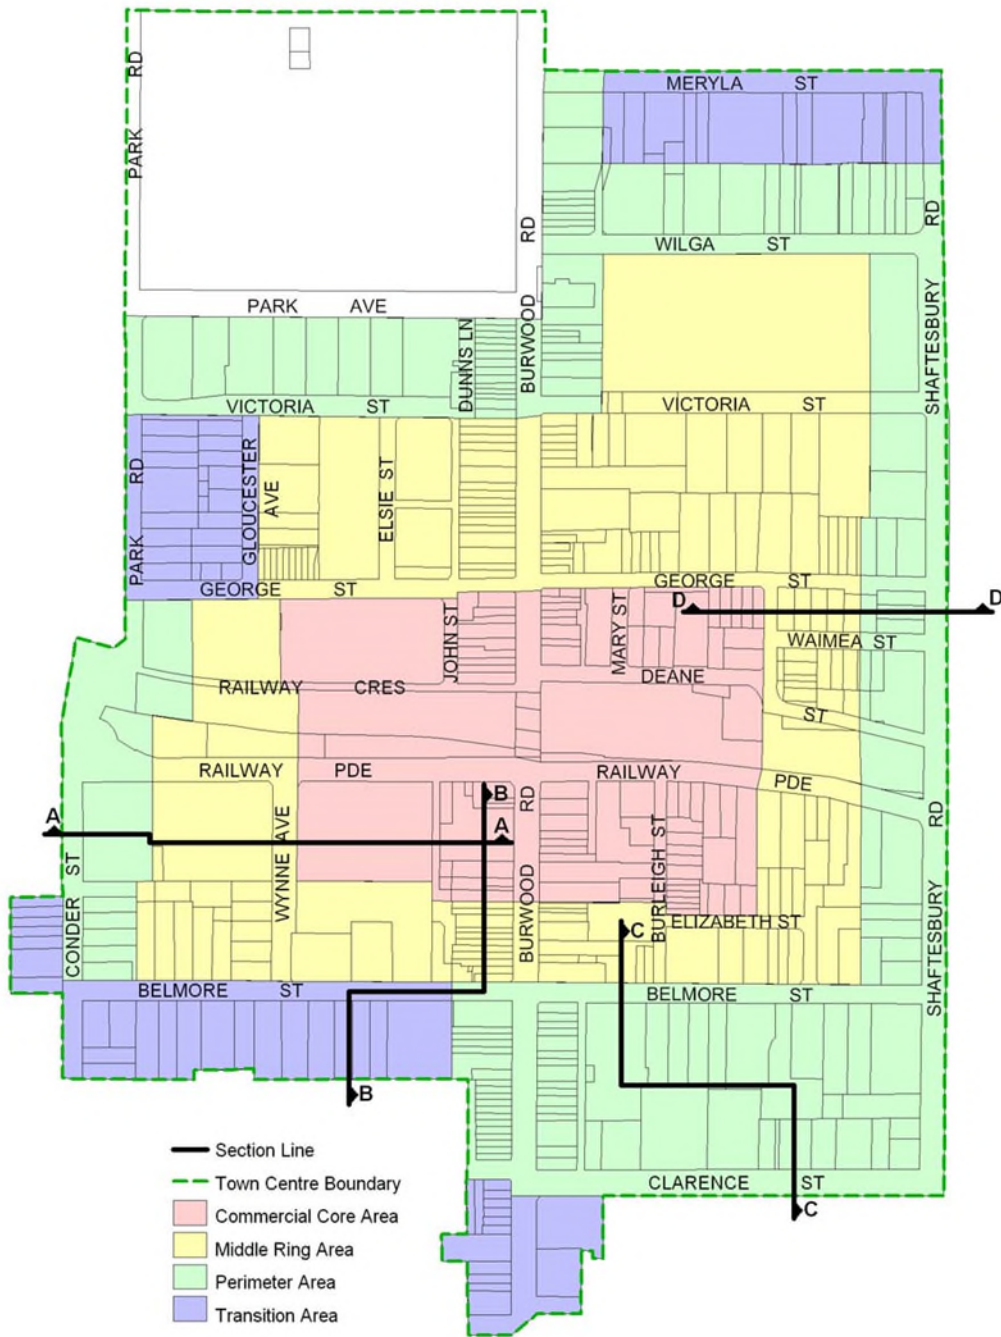 MERYLA ST
PARK RD
WILGA ST
BURWOOD RD
SHAFTESBURY RD
PARK AVE
DUNNS LN
VICTORIA ST
VICTORIA ST
PARK RD
GLOUCESTER AVE
ELSIE ST
GEORGE ST
GEORGE ST
D
D
JOHN ST
MARY ST
WAIMEA ST
RAILWAY CRES
DEANE ST
RAILWAY PDE
RAILWAY PDE
B
A
A
CONDER ST
WYNNE AVE
BURWOOD RD
BURLEIGH ST
ELIZABETH ST
C
SHAFTESBURY RD
BELMORE ST
BELMORE ST
B
CLARENCE ST
C
Section Line
Town Centre Boundary
Commercial Core Area
Middle Ring Area
Perimeter Area
Transition Area